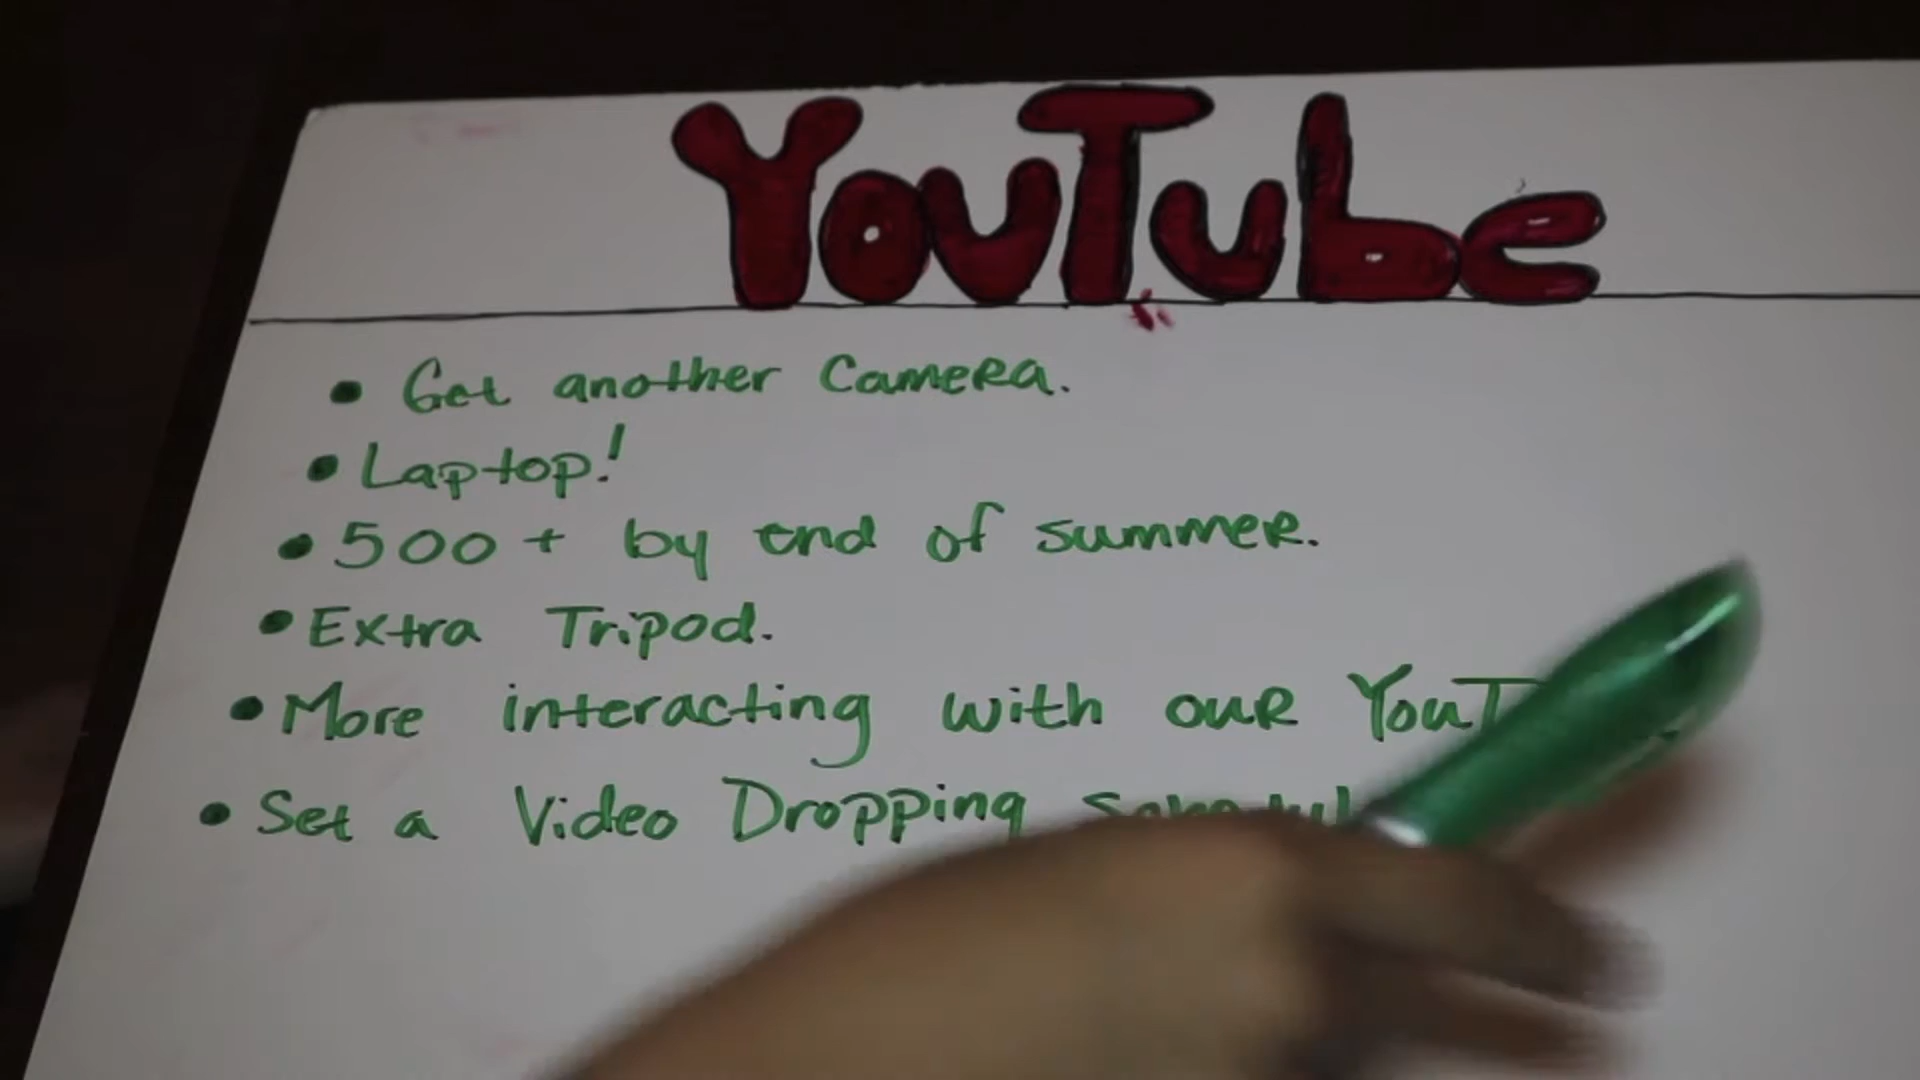 YouTube
• Get another Camera.
• Laptop!
• 500+ by end of summer.
• Extra Tripod.
• More interacting with our
• Set a Video Dropping